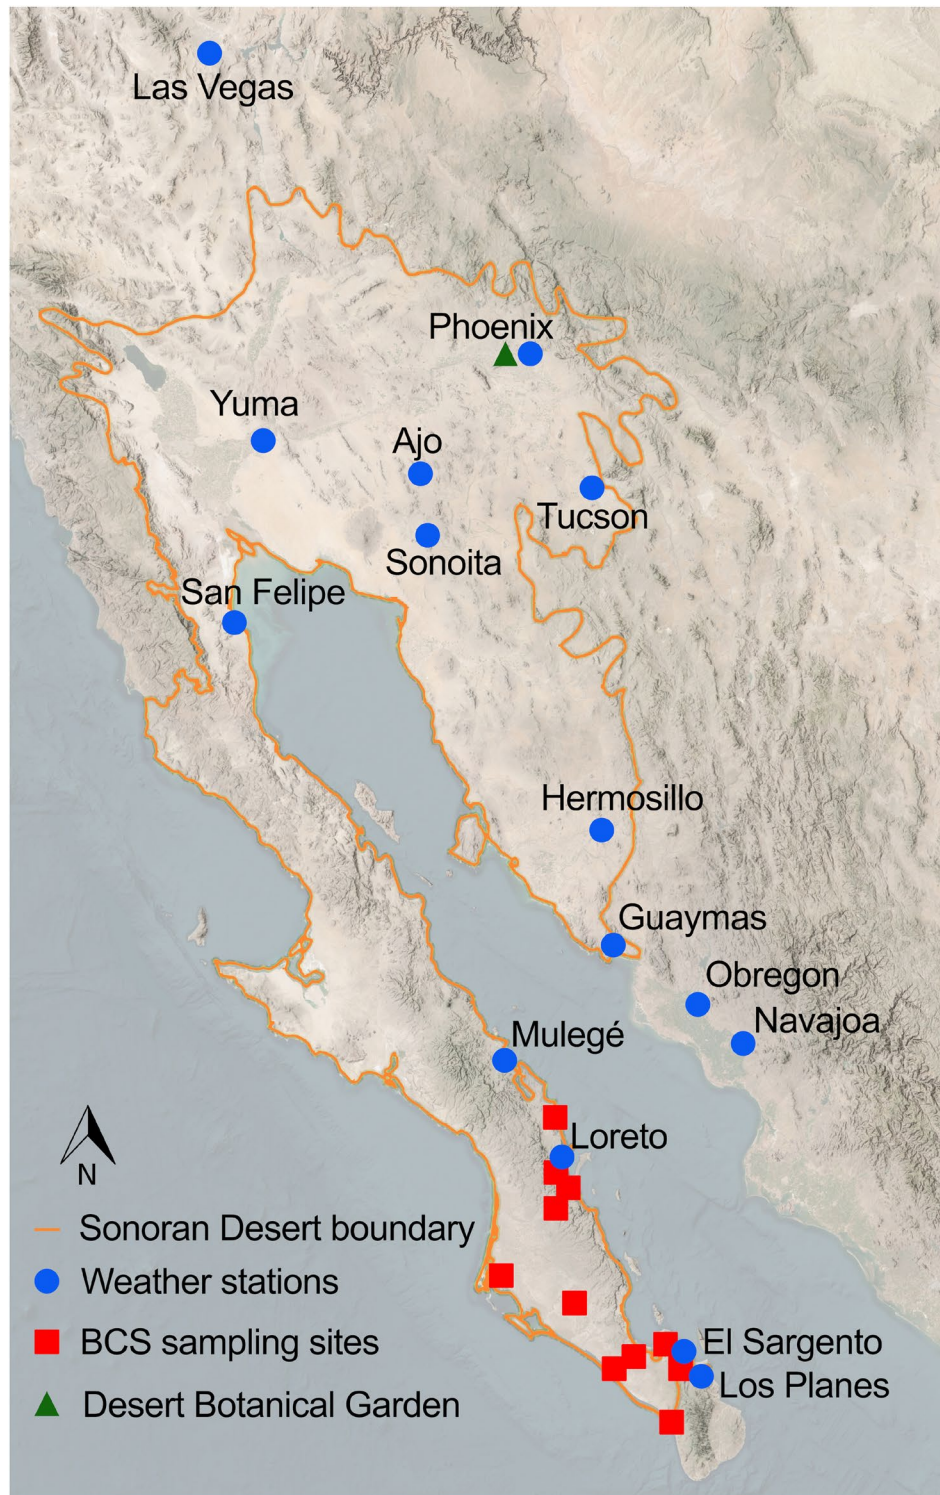 Las Vegas
Phoenix
Yuma
Ajo
Tucson
Sonoita
San Felipe
Hermosillo
Guaymas
Obregon
Navajoa
Mulegé
Loreto
N
Sonoran Desert boundary
Weather stations
BCS sampling sites
El Sargento
Los Planes
Desert Botanical Garden